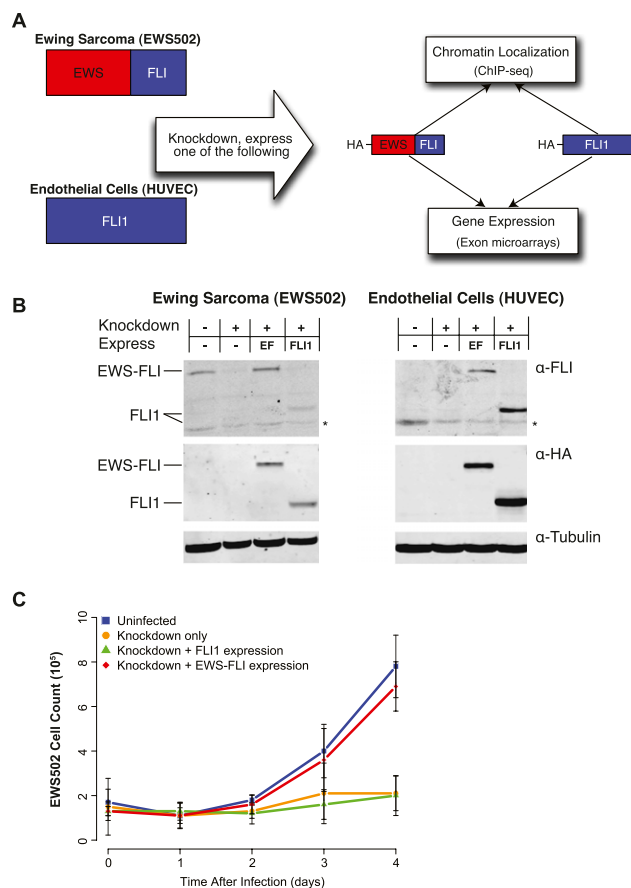 A
Ewing Sarcoma (EWS502)
EWS FLI
Knockdown, express
one of the following
Endothelial Cells (HUVEC)
FLI1
Chromatin Localization
(ChIP-seq)
HA EWS FLI
HA FLI1
Gene Expression
(Exon microarrays)
B
Ewing Sarcoma (EWS502) Endothelial Cells (HUVEC)
Knockdown - + + + - + + +
Express - - EF FLI1 - - EF FLI1
EWS-FLI α-FLI
FLI1 * *
EWS-FLI α-HA
FLI1
α-Tubulin
C
Uninfected
Knockdown only
Knockdown + FLI1 expression
Knockdown + EWS-FLI expression
EWS502 Cell Count (10⁵)
10
8
6
4
2
0
0 1 2 3 4
Time After Infection (days)